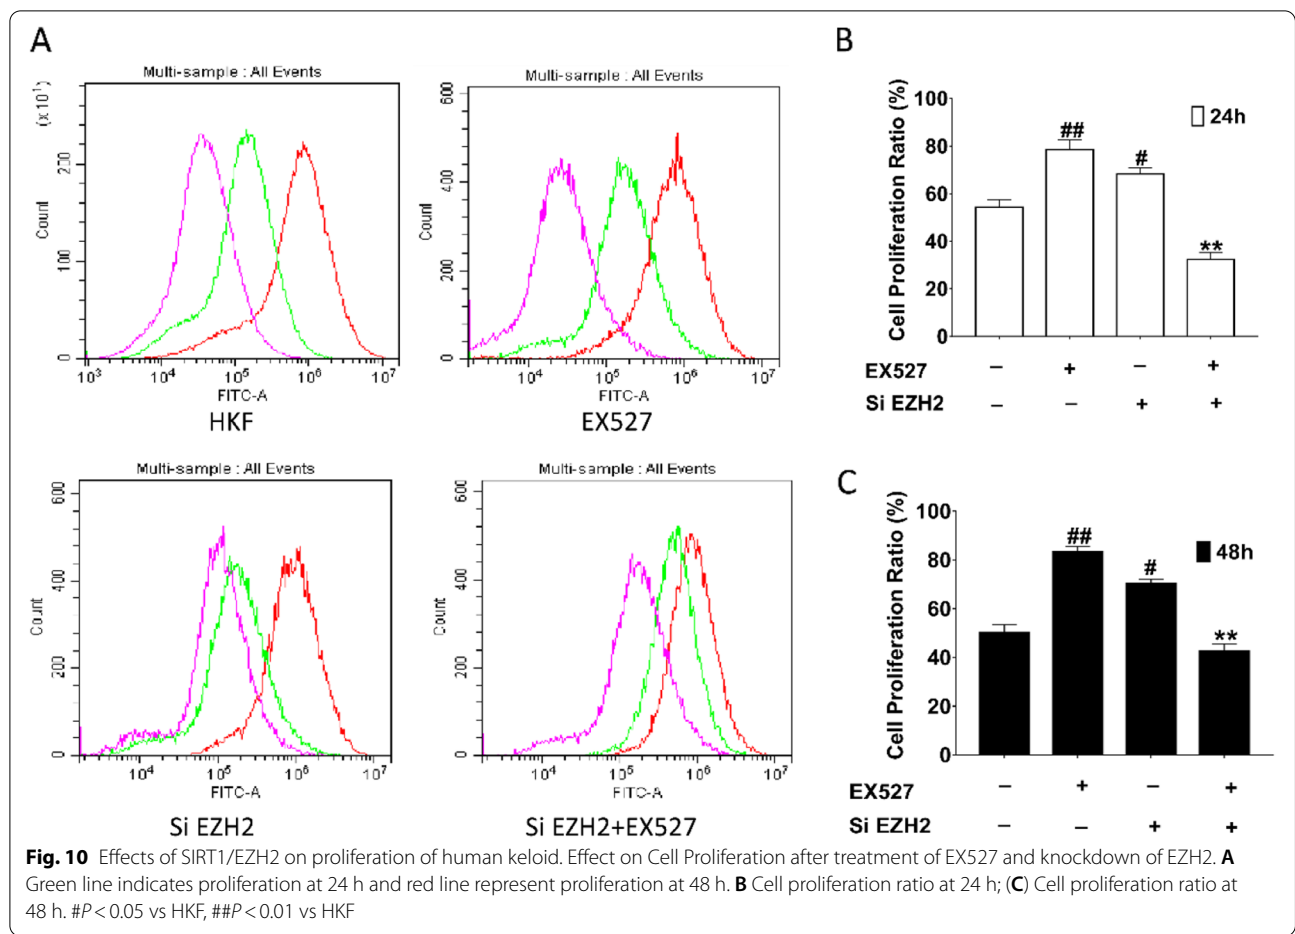 A
Multi-sample : All Events
(x 10¹)
Count
200
100
0
10³ 10⁴ 10⁵ 10⁶ 10⁷
FITC-A
HKF
Multi-sample : All Events
600
400
200
0
Count
10⁴ 10⁵ 10⁶ 10⁷
FITC-A
EX527
Multi-sample : All Events
600
400
200
0
Count
10⁴ 10⁵ 10⁶ 10⁷
FITC-A
Si EZH2
Multi-sample : All Events
600
400
200
0
Count
10⁴ 10⁵ 10⁶ 10⁷
FITC-A
Si EZH2+EX527
B
Cell Proliferation Ratio (%)
100
80
60
40
20
0
24h
## # **
EX527 – + – +
Si EZH2 – – + +
C
Cell Proliferation Ratio (%)
100
80
60
40
20
0
48h
## # **
EX527 – + – +
Si EZH2 – – + +
Fig. 10 Effects of SIRT1/EZH2 on proliferation of human keloid. Effect on Cell Proliferation after treatment of EX527 and knockdown of EZH2. A
Green line indicates proliferation at 24 h and red line represent proliferation at 48 h. B Cell proliferation ratio at 24 h; (C) Cell proliferation ratio at
48 h. #P < 0.05 vs HKF, ##P < 0.01 vs HKF